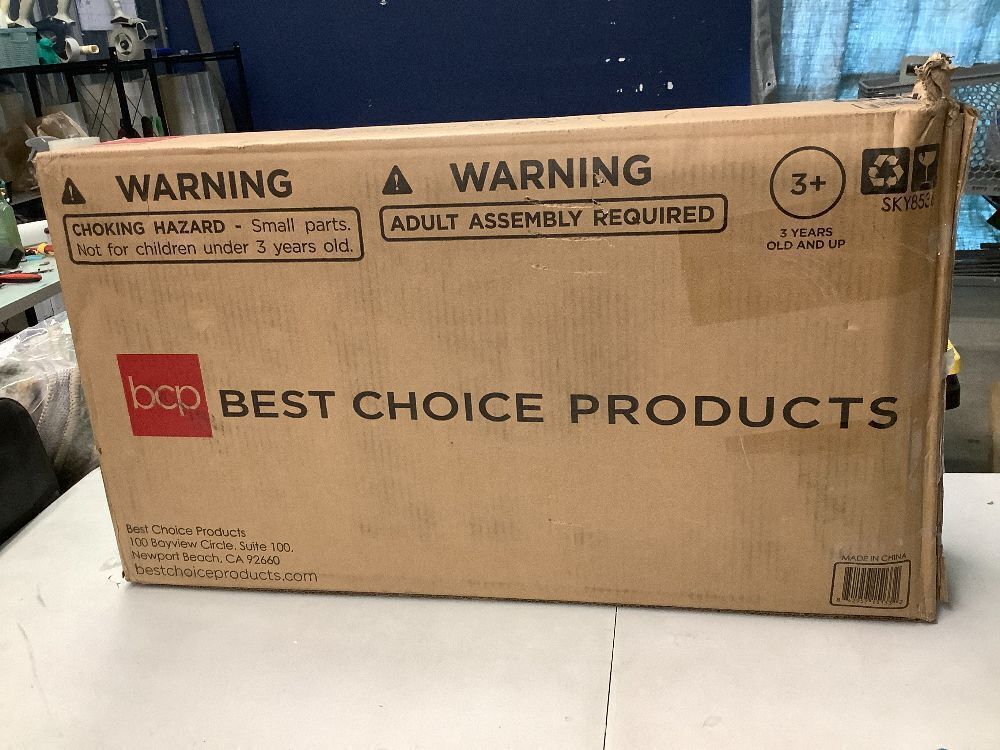 WARNING
CHOKING HAZARD - Small parts.
Not for children under 3 years old.
WARNING
ADULT ASSEMBLY REQUIRED
3+
3 YEARS
OLD AND UP
bcp
BEST CHOICE PRODUCTS
Best Choice Products
100 Bayview Circle, Suite 100,
Newport Beach, CA 92660
bestchoiceproducts.com
MADE IN CHINA